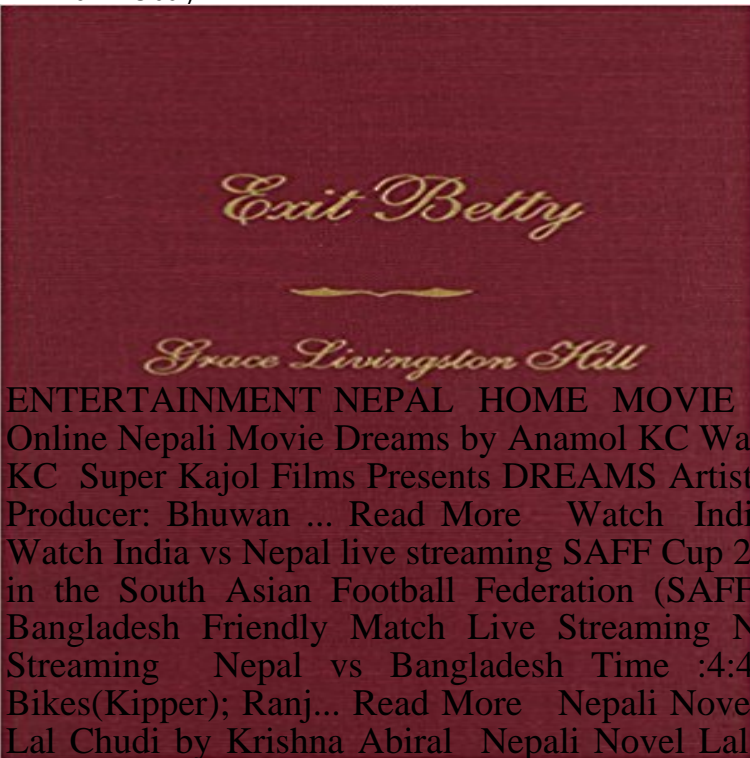 Exit Betty
Grace Livingston Hill
ENTERTAINMENT NEPAL HOME MOVIE
Online Nepali Movie Dreams by Anamol KC Wa
KC Super Kajol Films Presents DREAMS Artist
Producer: Bhuwan ... Read More Watch Indi
Watch India vs Nepal live streaming SAFF Cup 2
in the South Asian Football Federation (SAFF
Bangladesh Friendly Match Live Streaming N
Streaming Nepal vs Bangladesh Time :4:4
Bikes(Kipper); Ranj... Read More Nepali Nove
Lal Chudi by Krishna Abiral Nepali Novel Lal